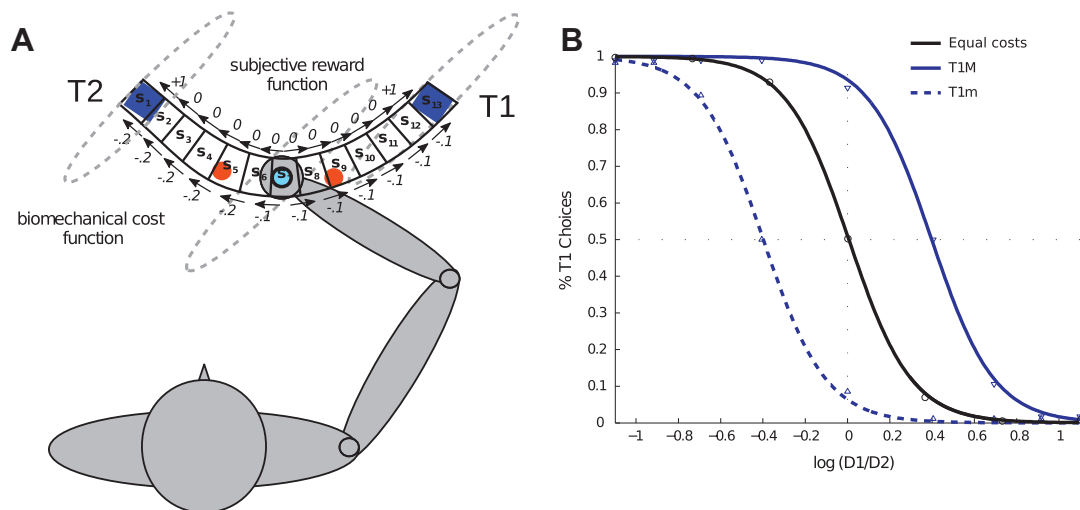 A
T2
T1
subjective reward
function
+1 0 0 0 0 0 0 0 0 0 0 +1
S1 S2 S3 S4 S5 S6 S7 S8 S9 S10 S11 S12 S13
-.2 -.2 -.2 -.2 -.2 -.2 -.1 -.1 -.1 -.1 -.1 -.1
biomechanical cost
function
B
Equal costs
T1M
T1m
% T1 Choices
1
0.9
0.8
0.7
0.6
0.5
0.4
0.3
0.2
0.1
0
−1 −0.8 −0.6 −0.4 −0.2 0 0.2 0.4 0.6 0.8 1
log (D1/D2)